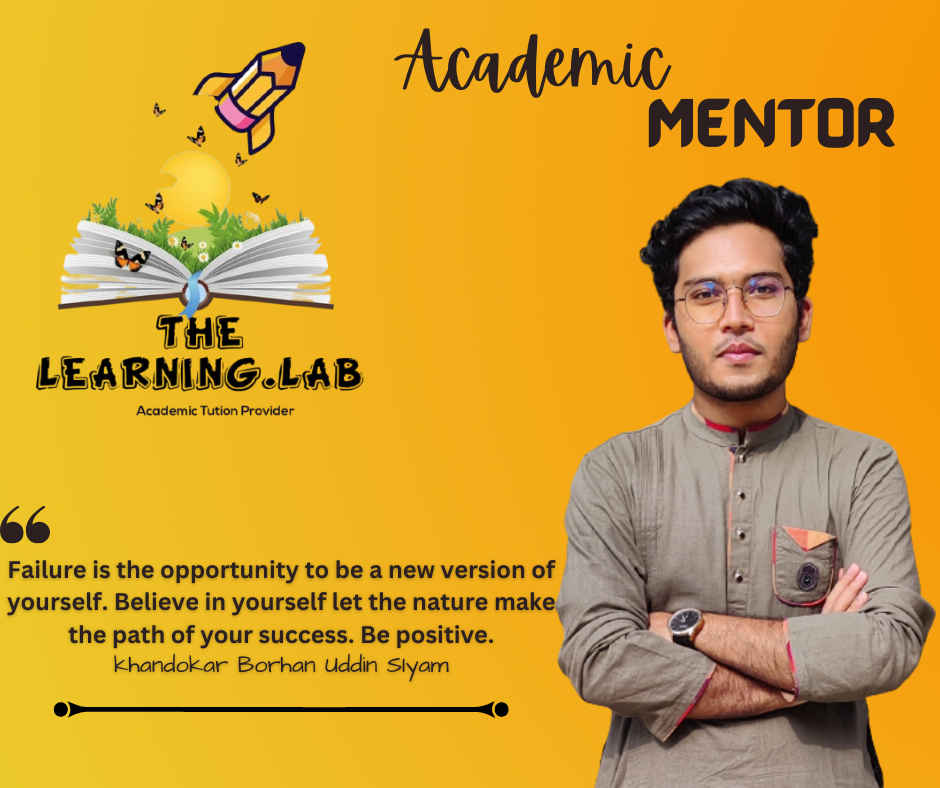 Academic
MENTOR
THE
LEARNING.LAB
Academic Tution Provider
“
Failure is the opportunity to be a new version of
yourself. Believe in yourself let the nature make
the path of your success. Be positive.
khandokar Borhan Uddin SIyam